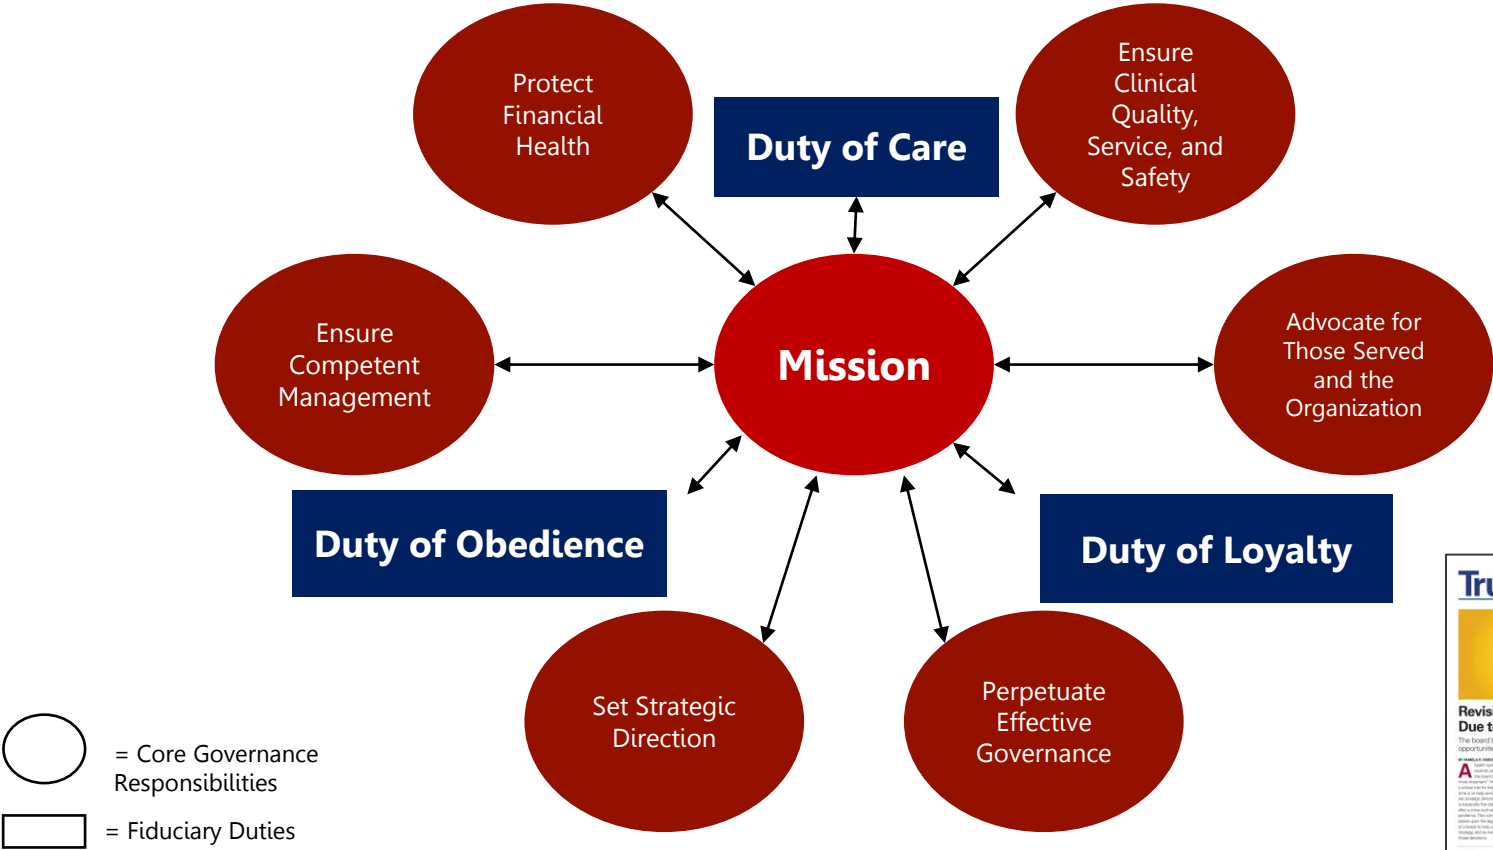 Protect
Financial
Health
Duty of Care
Ensure
Clinical
Quality,
Service, and
Safety
Ensure
Competent
Management
Mission
Advocate for
Those Served
and the
Organization
Duty of Obedience
Duty of Loyalty
Set Strategic
Direction
Perpetuate
Effective
Governance
= Core Governance
Responsibilities
= Fiduciary Duties
The board's